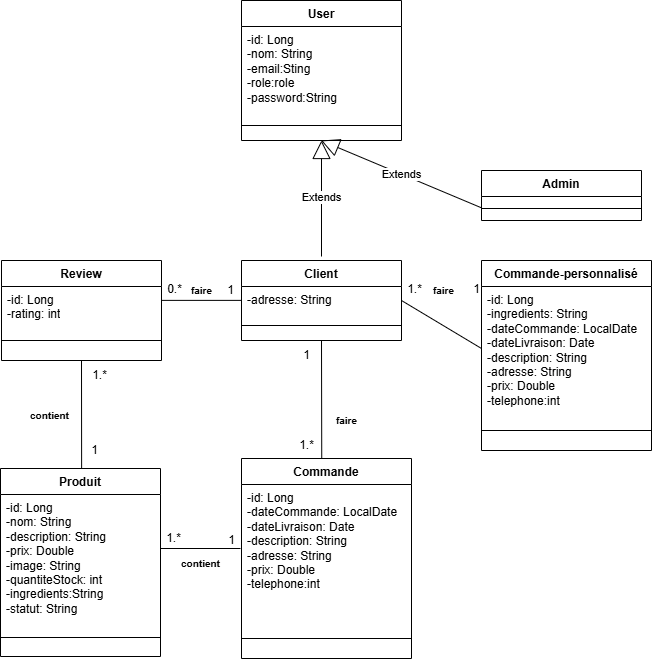 User
-id: Long
-nom: String
-email:Sting
-role:role
-password:String
Extends
Extends
Admin
Review
-id: Long
-rating: int
0.* faire 1
Client
-adresse: String
1.* faire 1
Commande-personnalisé
-id: Long
-ingredients: String
-dateCommande: LocalDate
-dateLivraison: Date
-description: String
-adresse: String
-prix: Double
-telephone:int
1.*
contient
1
1
faire
1.*
Produit
-id: Long
-nom: String
-description: String
-prix: Double
-image: String
-quantiteStock: int
-ingredients:String
-statut: String
1.* 1
contient
Commande
-id: Long
-dateCommande: LocalDate
-dateLivraison: Date
-description: String
-adresse: String
-prix: Double
-telephone:int